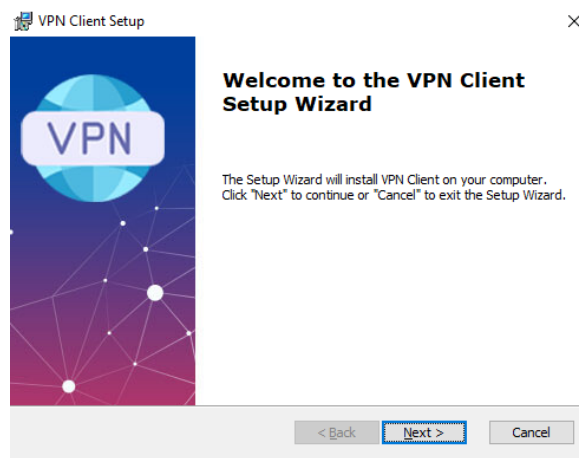 VPN Client Setup
VPN
Welcome to the VPN Client
Setup Wizard
The Setup Wizard will install VPN Client on your computer.
Click "Next" to continue or "Cancel" to exit the Setup Wizard.
< Back
Next >
Cancel